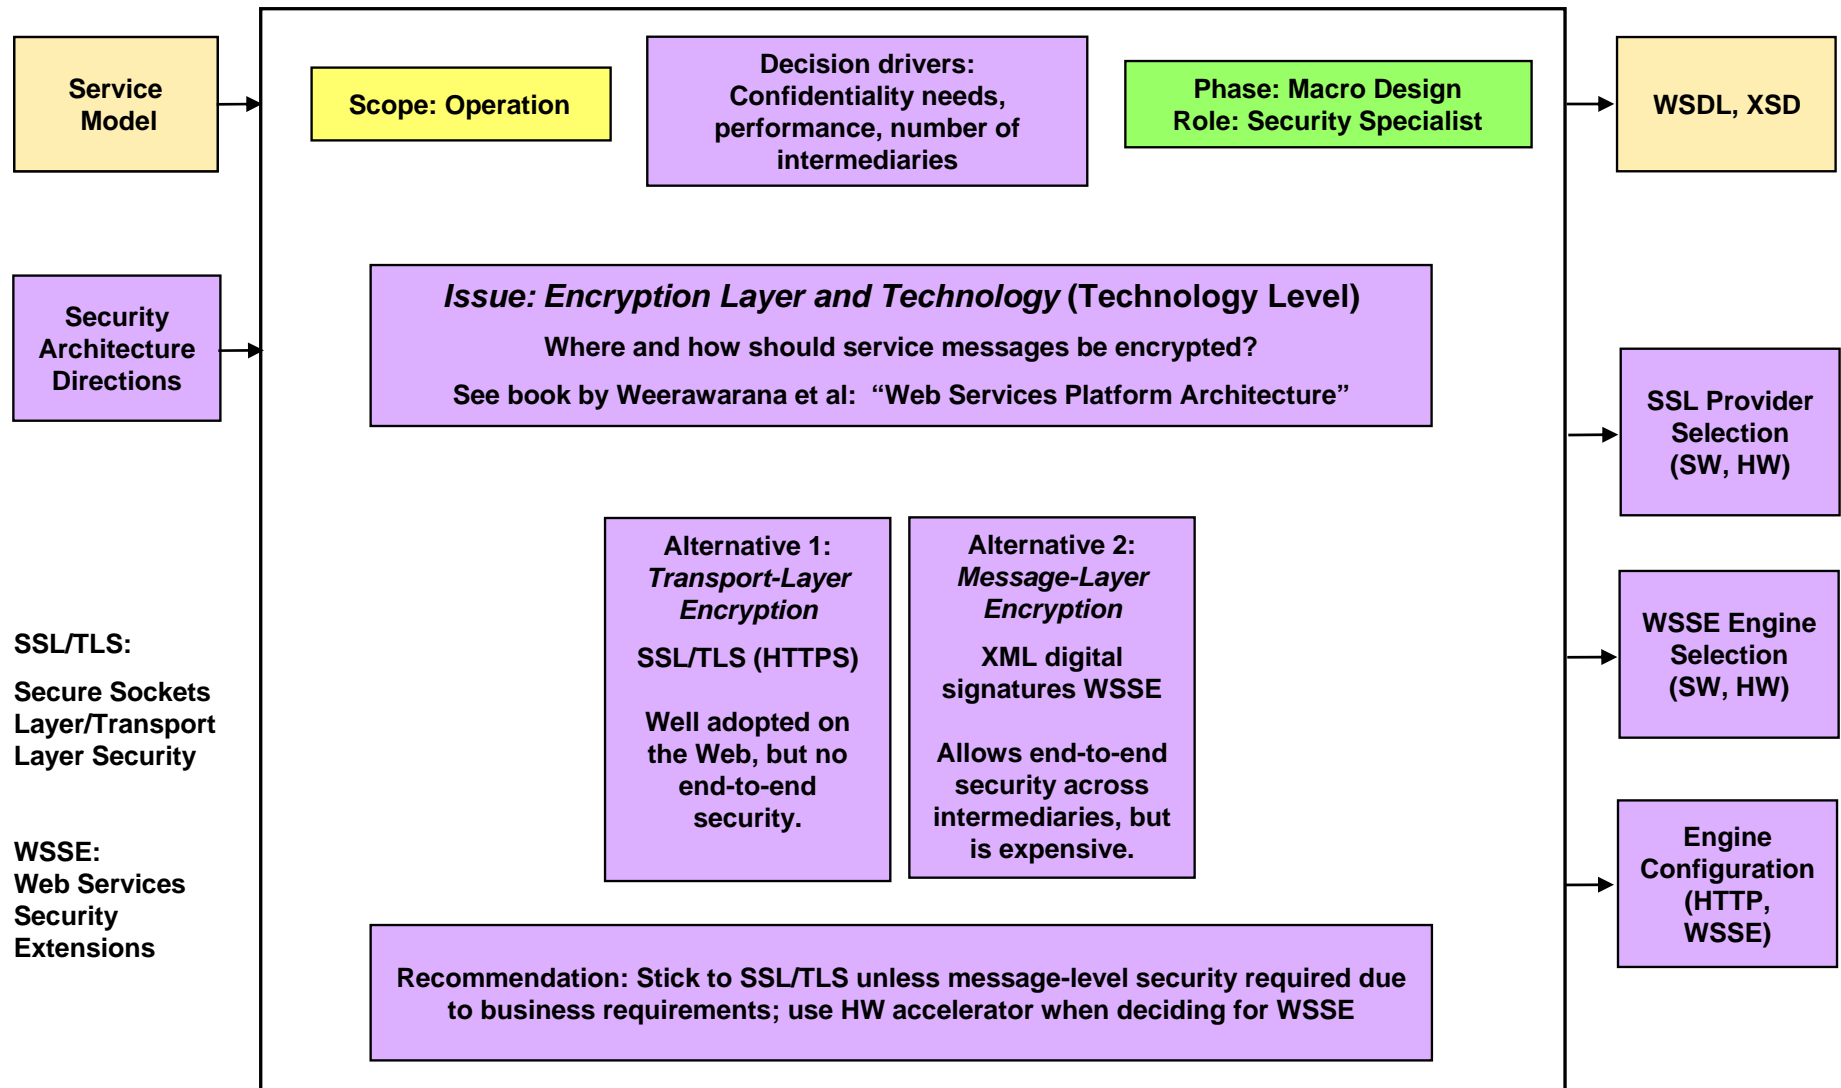 Service
Model
Scope: Operation
Decision drivers:
Confidentiality needs,
performance, number of
intermediaries
Phase: Macro Design
Role: Security Specialist
WSDL, XSD
Security
Architecture
Directions
Issue: Encryption Layer and Technology (Technology Level)
Where and how should service messages be encrypted?
See book by Weerawarana et al:  “Web Services Platform Architecture”
SSL Provider
Selection
(SW, HW)
Alternative 1:
Transport-Layer
Encryption
SSL/TLS (HTTPS)
Well adopted on
the Web, but no
end-to-end
security.
Alternative 2:
Message-Layer
Encryption
XML digital
signatures WSSE
Allows end-to-end
security across
intermediaries, but
is expensive.
WSSE Engine
Selection
(SW, HW)
SSL/TLS:
Secure Sockets
Layer/Transport
Layer Security
WSSE:
Web Services
Security
Extensions
Engine
Configuration
(HTTP,
WSSE)
Recommendation: Stick to SSL/TLS unless message-level security required due
to business requirements; use HW accelerator when deciding for WSSE